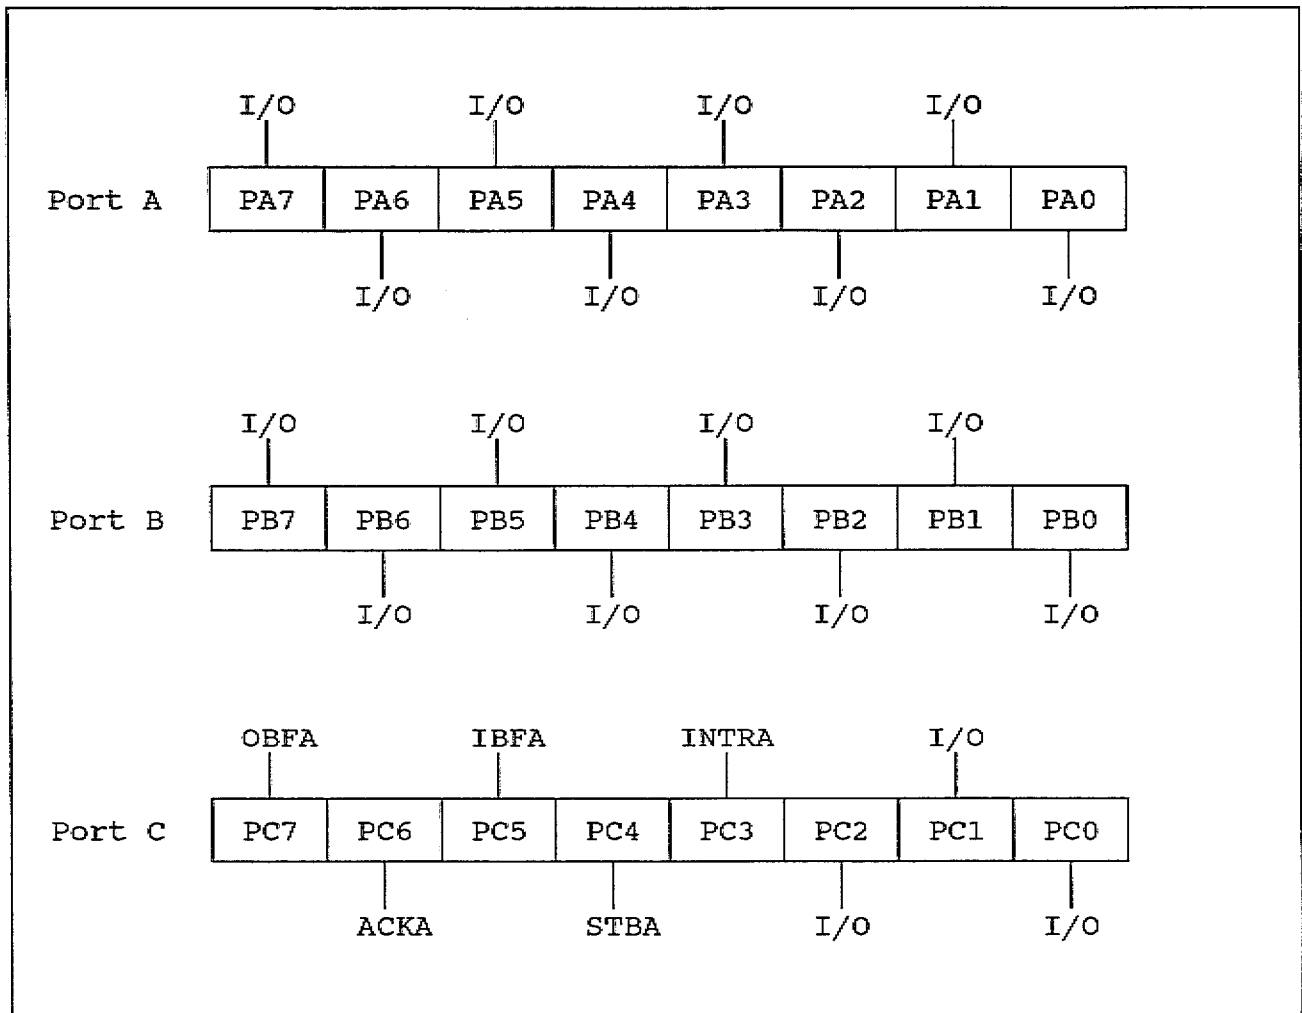 I/O I/O I/O I/O
Port A PA7 PA6 PA5 PA4 PA3 PA2 PA1 PA0
I/O I/O I/O I/O
I/O I/O I/O I/O
Port B PB7 PB6 PB5 PB4 PB3 PB2 PB1 PB0
I/O I/O I/O I/O
OBFA IBFA INTRA I/O
Port C PC7 PC6 PC5 PC4 PC3 PC2 PC1 PC0
ACKA STBA I/O I/O